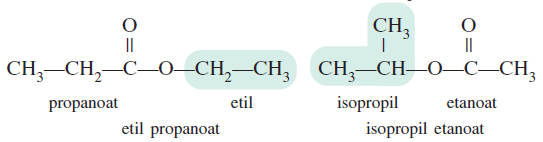 CH₃ O
O ||
|| |
CH₃—CH₂—C—O—CH₂—CH₃ CH₃—CH—O—C—CH₃
propanoat etil isopropil etanoat
etil propanoat isopropil etanoat